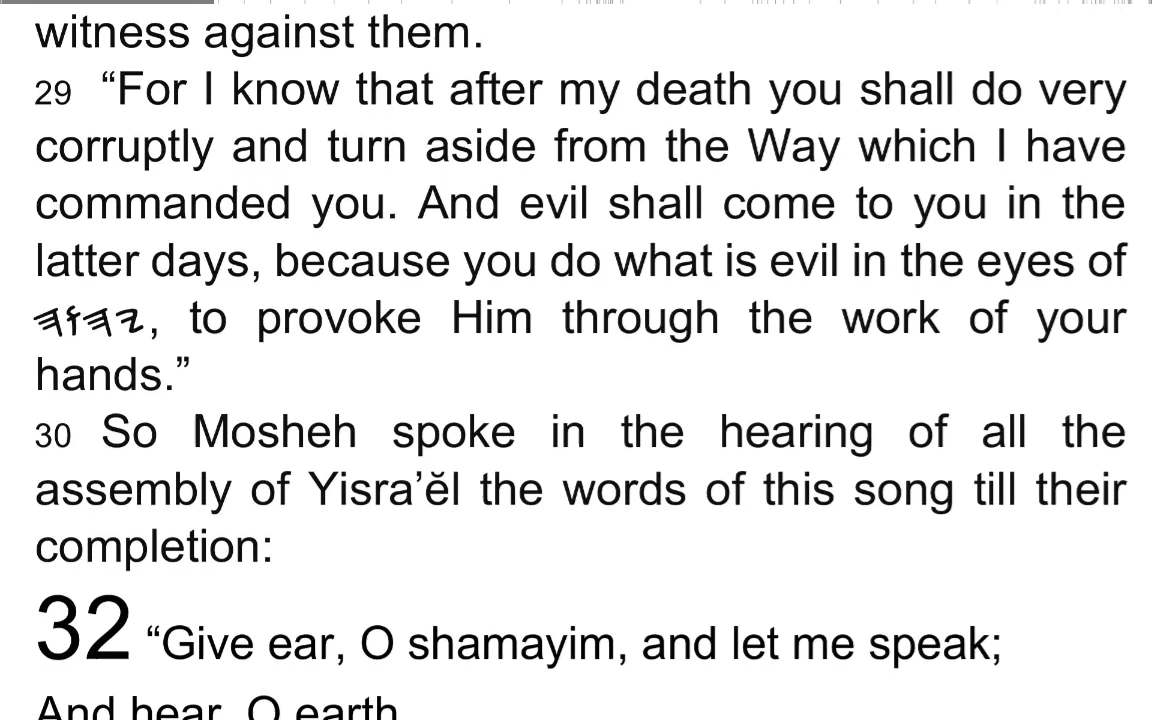 witness against them.
29 “For I know that after my death you shall do very
corruptly and turn aside from the Way which I have
commanded you. And evil shall come to you in the
latter days, because you do what is evil in the eyes of
𐤉𐤄𐤅𐤄, to provoke Him through the work of your
hands.”
30 So Mosheh spoke in the hearing of all the
assembly of Yisra’ĕl the words of this song till their
completion:
32 “Give ear, O shamayim, and let me speak;
And hear, O earth